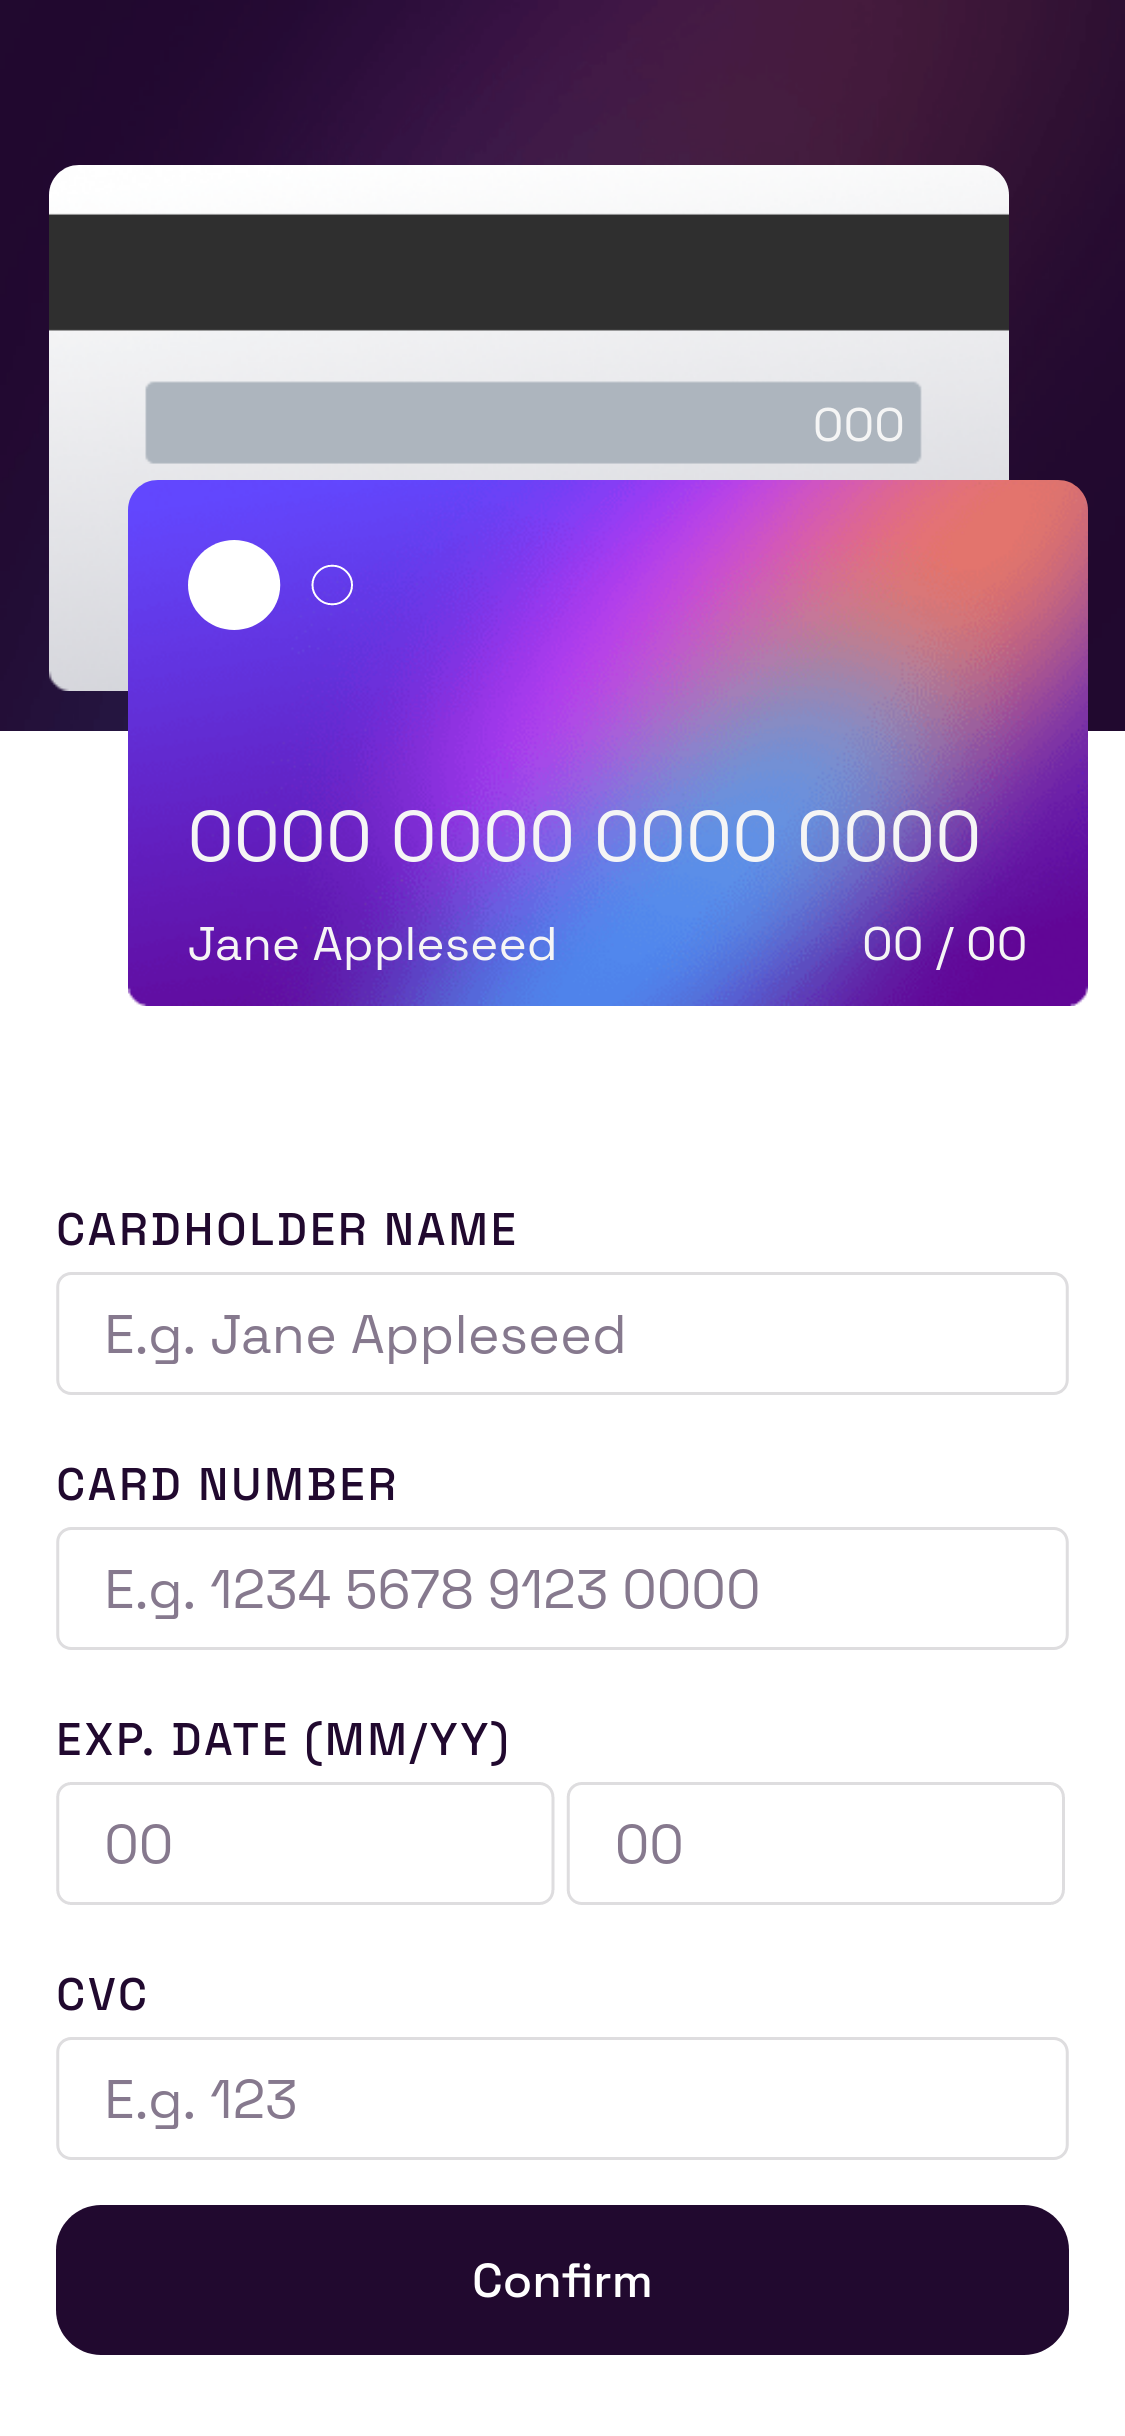 000
0000 0000 0000 0000
Jane Appleseed 00 / 00
CARDHOLDER NAME
E.g. Jane Appleseed
CARD NUMBER
E.g. 1234 5678 9123 0000
EXP. DATE (MM/YY)
00 00
CVC
E.g. 123
Confirm